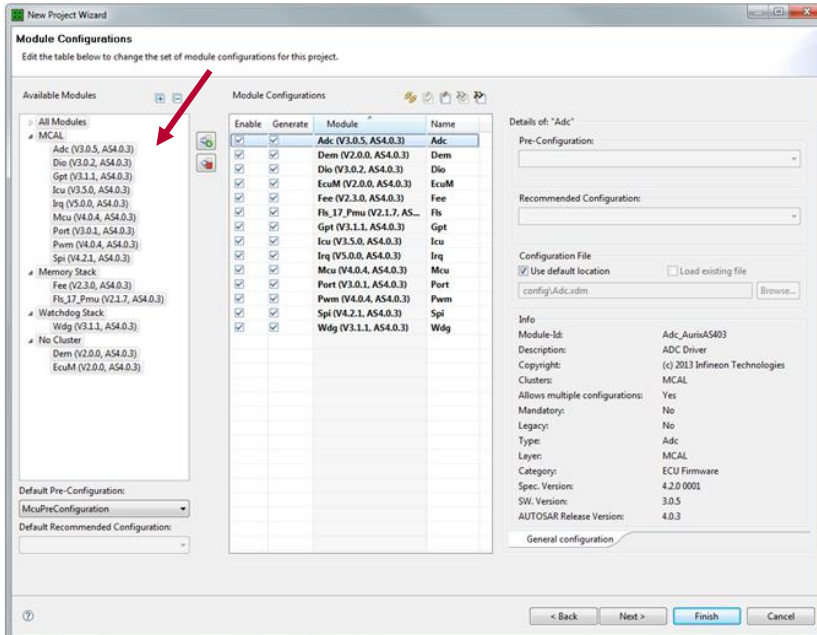 New Project Wizard
Module Configurations
Edit the table below to change the set of module configurations for this project.
Available Modules
All Modules
MCAL
Adc (V3.0.5, AS4.0.3)
Dio (V3.0.2, AS4.0.3)
Gpt (V3.1.1, AS4.0.3)
Icu (V3.5.0, AS4.0.3)
Irq (V5.0.0, AS4.0.3)
Mcu (V4.0.4, AS4.0.3)
Port (V3.0.1, AS4.0.3)
Pwm (V4.0.4, AS4.0.3)
Spi (V4.2.1, AS4.0.3)
Memory Stack
Fee (V2.3.0, AS4.0.3)
Fls_17_Pmu (V2.1.7, AS4.0.3)
Watchdog Stack
Wdg (V3.1.1, AS4.0.3)
No Cluster
Dem (V2.0.0, AS4.0.3)
EcuM (V2.0.0, AS4.0.3)
Default Pre-Configuration:
McuPreConfiguration
Default Recommended Configuration:
Module Configurations
Enable Generate Module Name
Adc (V3.0.5, AS4.0.3) Adc
Dem (V2.0.0, AS4.0.3) Dem
Dio (V3.0.2, AS4.0.3) Dio
EcuM (V2.0.0, AS4.0.3) EcuM
Fee (V2.3.0, AS4.0.3) Fee
Fls_17_Pmu (V2.1.7, AS... Fls
Gpt (V3.1.1, AS4.0.3) Gpt
Icu (V3.5.0, AS4.0.3) Icu
Irq (V5.0.0, AS4.0.3) Irq
Mcu (V4.0.4, AS4.0.3) Mcu
Port (V3.0.1, AS4.0.3) Port
Pwm (V4.0.4, AS4.0.3) Pwm
Spi (V4.2.1, AS4.0.3) Spi
Wdg (V3.1.1, AS4.0.3) Wdg
Details of: "Adc"
Pre-Configuration:
Recommended Configuration:
Configuration File
Use default location Load existing file
config\Adc.xdm Browse...
Info
Module-Id: Adc_AurixAS403
Description: ADC Driver
Copyright: (c) 2013 Infineon Technologies
Clusters: MCAL
Allows multiple configurations: Yes
Mandatory: No
Legacy: No
Type: Adc
Layer: MCAL
Category: ECU Firmware
Spec. Version: 4.2.0 0001
SW. Version: 3.0.5
AUTOSAR Release Version: 4.0.3
General configuration
< Back Next > Finish Cancel